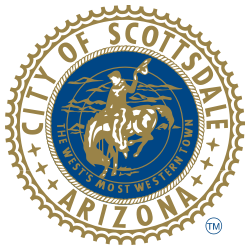 CITY OF SCOTTSDALE
THE WEST'S MOST WESTERN TOWN
ARIZONA
TM